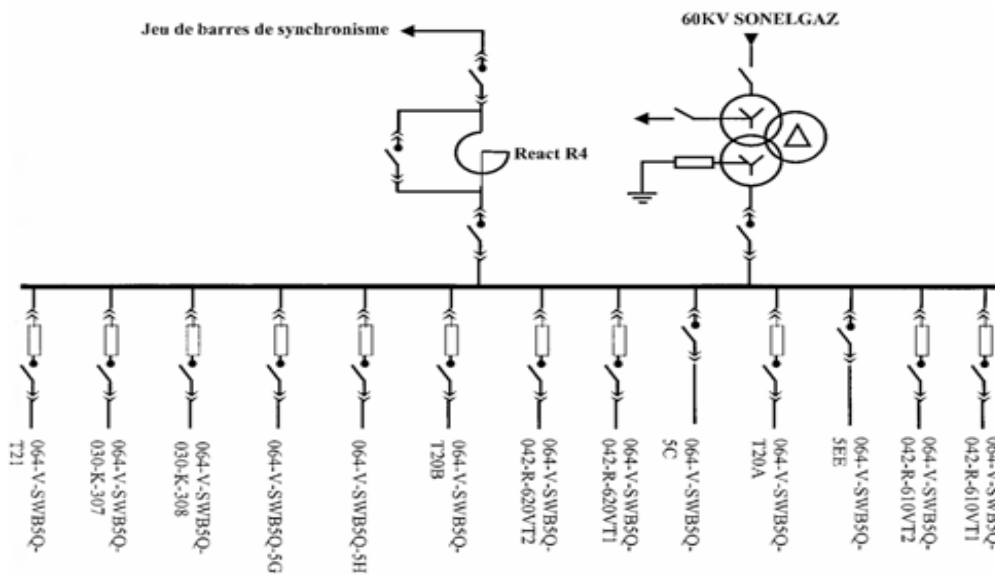 60KV SONELGAZ
Jeu de barres de synchronisme
React R4
064-V-SWB5Q-
T21
064-V-SWB5Q-
030-K-307
064-V-SWB5Q-
030-K-308
064-V-SWB5Q-5G
064-V-SWB5Q-5H
064-V-SWB5Q-
T20B
064-V-SWB5Q-
042-R-620VT2
064-V-SWB5Q-
042-R-620VT1
064-V-SWB5Q-
5C
064-V-SWB5Q-
T20A
064-V-SWB5Q-
5EE
064-V-SWB5Q-
042-R-610VT2
064-V-SWB5Q-
042-R-610VT1